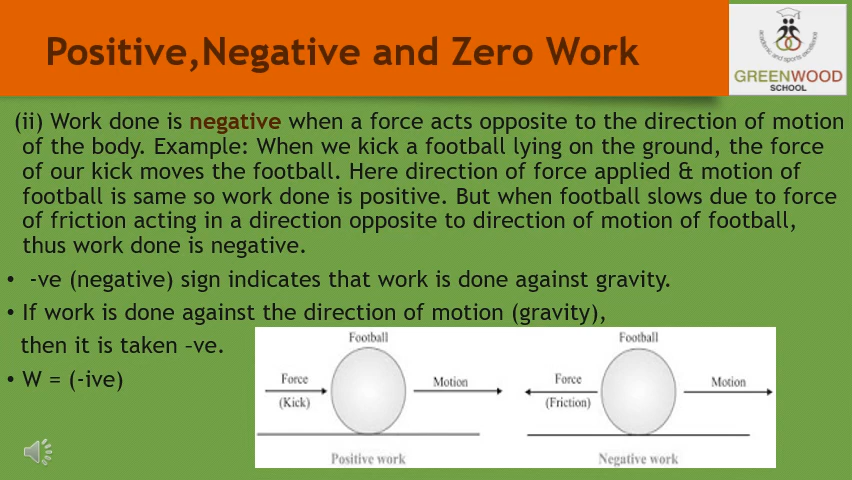 Positive,Negative and Zero Work
academic and sports excellence
GREENWOOD
SCHOOL
(ii) Work done is negative when a force acts opposite to the direction of motion
of the body. Example: When we kick a football lying on the ground, the force
of our kick moves the football. Here direction of force applied & motion of
football is same so work done is positive. But when football slows due to force
of friction acting in a direction opposite to direction of motion of football,
thus work done is negative.
• -ve (negative) sign indicates that work is done against gravity.
• If work is done against the direction of motion (gravity),
then it is taken –ve.
• W = (-ive)
Football
Force
(Kick)
Motion
Positive work
Football
Force
(Friction)
Motion
Negative work